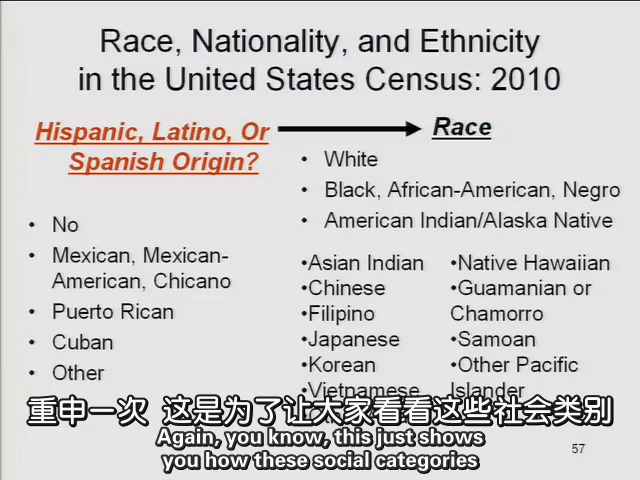 Race, Nationality, and Ethnicity
in the United States Census: 2010
Hispanic, Latino, Or
Spanish Origin?
• No
• Mexican, Mexican-
American, Chicano
• Puerto Rican
• Cuban
• Other
Race
• White
• Black, African-American, Negro
• American Indian/Alaska Native
•Asian Indian
•Chinese
•Filipino
•Japanese
•Korean
•Vietnamese
•Native Hawaiian
•Guamanian or
Chamorro
•Samoan
•Other Pacific
Islander
重申一次 这是为了让大家看看这些社会类别
Again, you know, this just shows
you how these social categories
57